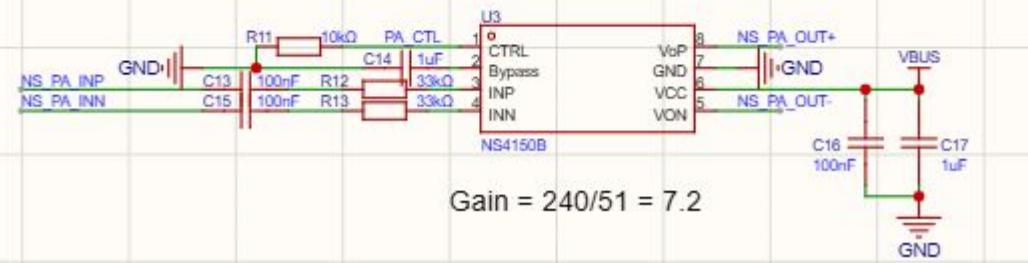 U3
R11 10kΩ PA_CTL 1 CTRL VoP 8 NS_PA_OUT+
GND C14 1uF 2 Bypass GND 7 GND VBUS
NS_PA_INP C13 100nF R12 33kΩ 3 INP VCC 6
NS_PA_INN C15 100nF R13 33kΩ 4 INN VON 5 NS_PA_OUT-
NS4150B
C16 C17
100nF 1uF
Gain = 240/51 = 7.2
GND